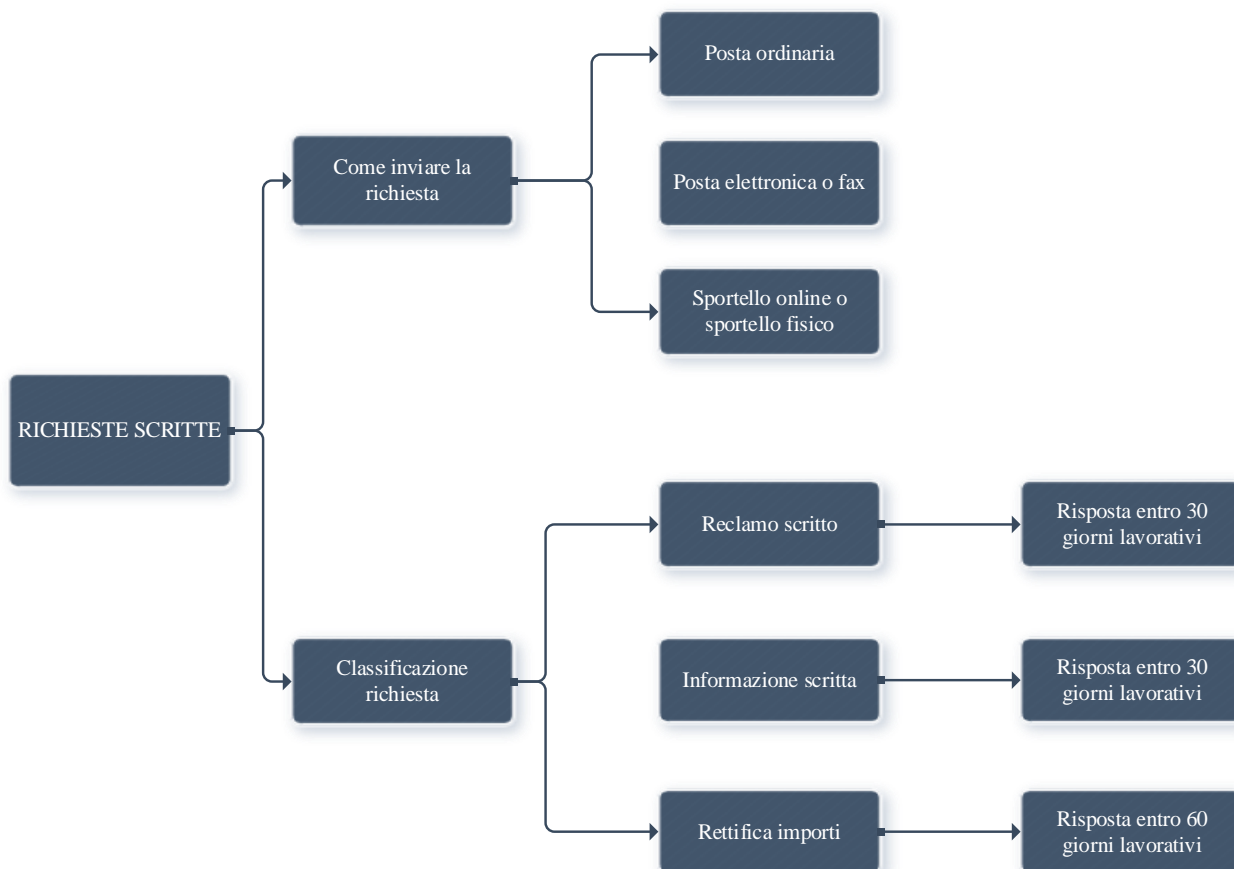 Posta ordinaria
Come inviare la
richiesta
Posta elettronica o fax
Sportello online o
sportello fisico
RICHIESTE SCRITTE
Reclamo scritto
Risposta entro 30
giorni lavorativi
Classificazione
richiesta
Informazione scritta
Risposta entro 30
giorni lavorativi
Rettifica importi
Risposta entro 60
giorni lavorativi